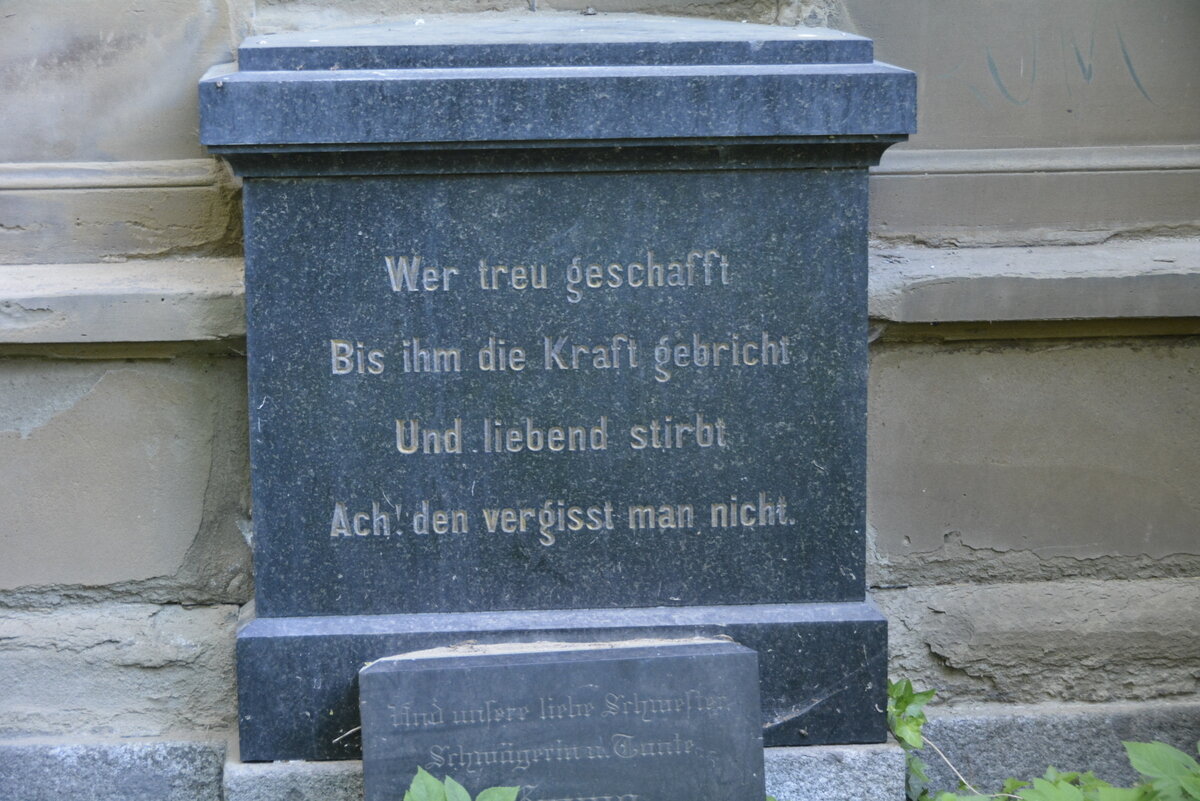 Wer treu geschafft
Bis ihm die Kraft gebricht
Und liebend stirbt
Ach! den vergisst man nicht.
Und unsere liebe Schwester,
Schwägerin u. Tante